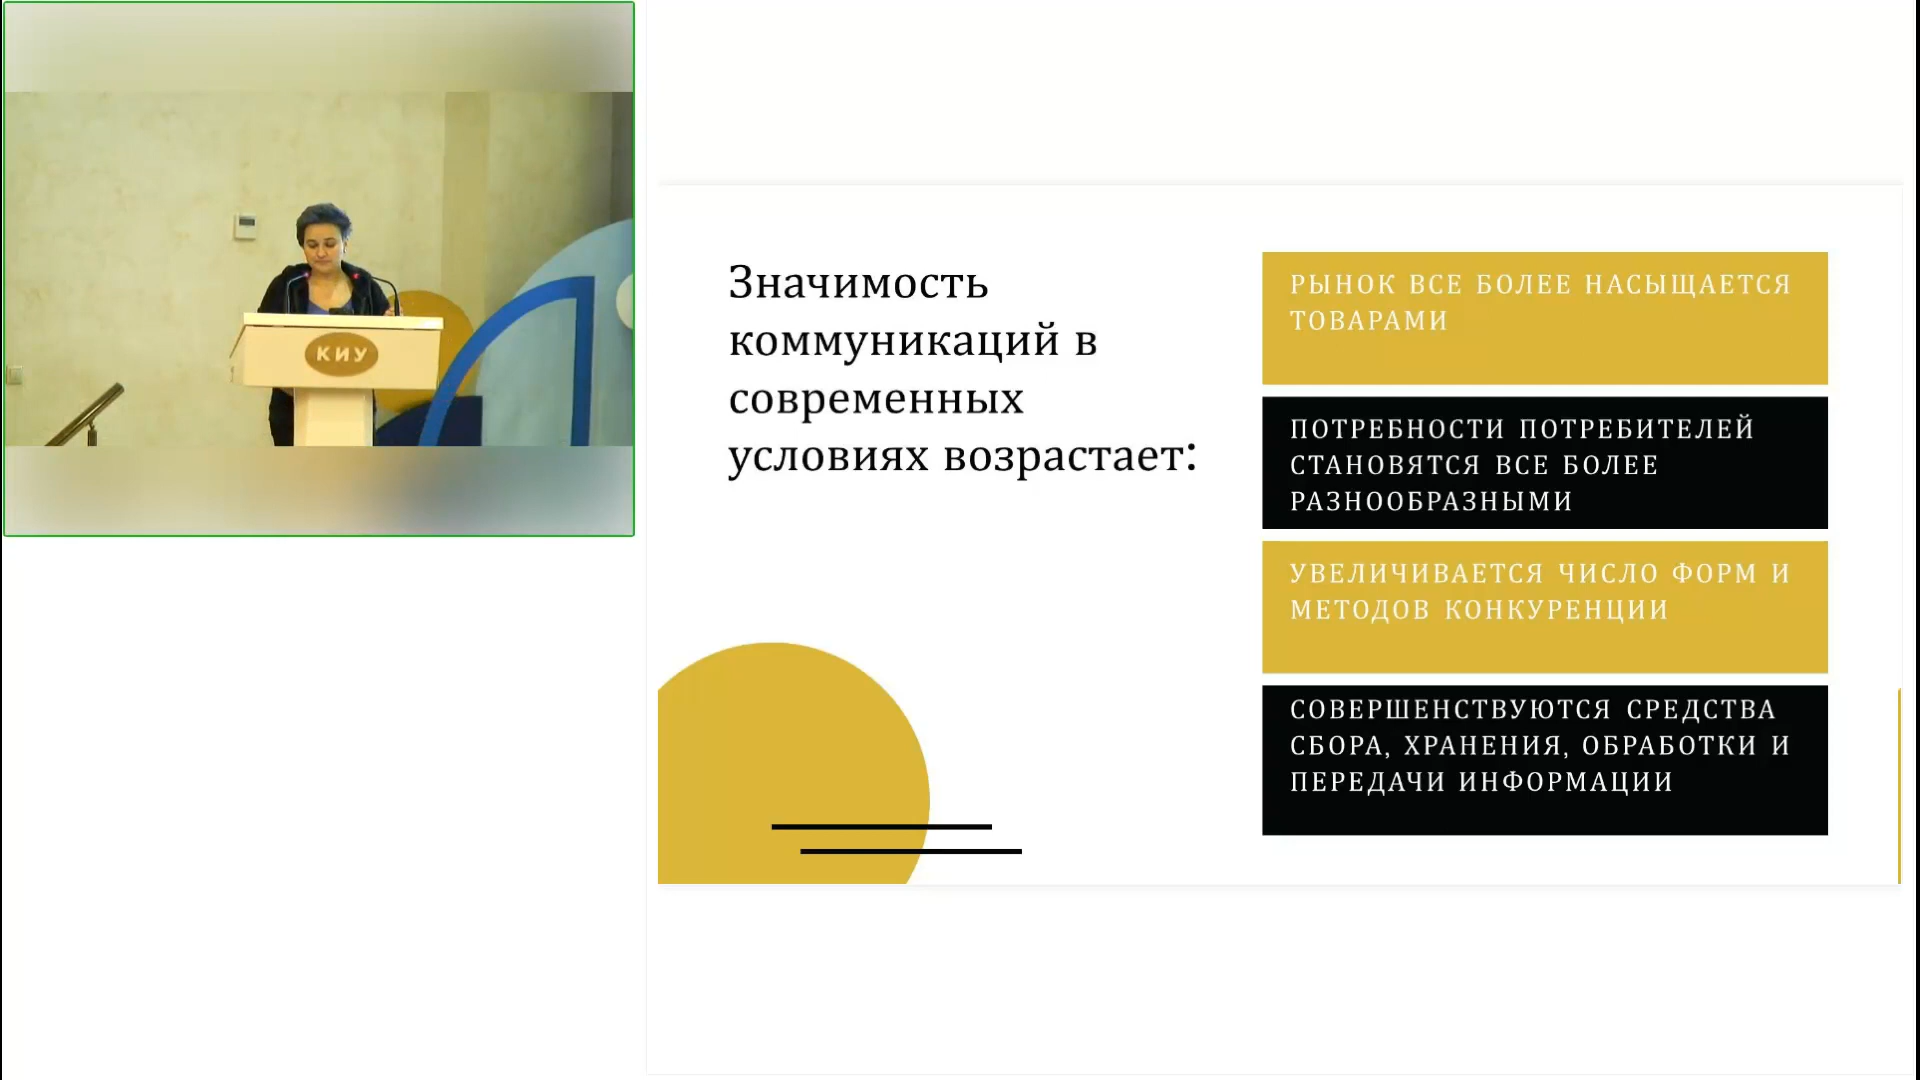 КИУ
Значимость
коммуникаций в
современных
условиях возрастает:
РЫНОК ВСЕ БОЛЕЕ НАСЫЩАЕТСЯ
ТОВАРАМИ
ПОТРЕБНОСТИ ПОТРЕБИТЕЛЕЙ
СТАНОВЯТСЯ ВСЕ БОЛЕЕ
РАЗНООБРАЗНЫМИ
УВЕЛИЧИВАЕТСЯ ЧИСЛО ФОРМ И
МЕТОДОВ КОНКУРЕНЦИИ
СОВЕРШЕНСТВУЮТСЯ СРЕДСТВА
СБОРА, ХРАНЕНИЯ, ОБРАБОТКИ И
ПЕРЕДАЧИ ИНФОРМАЦИИ